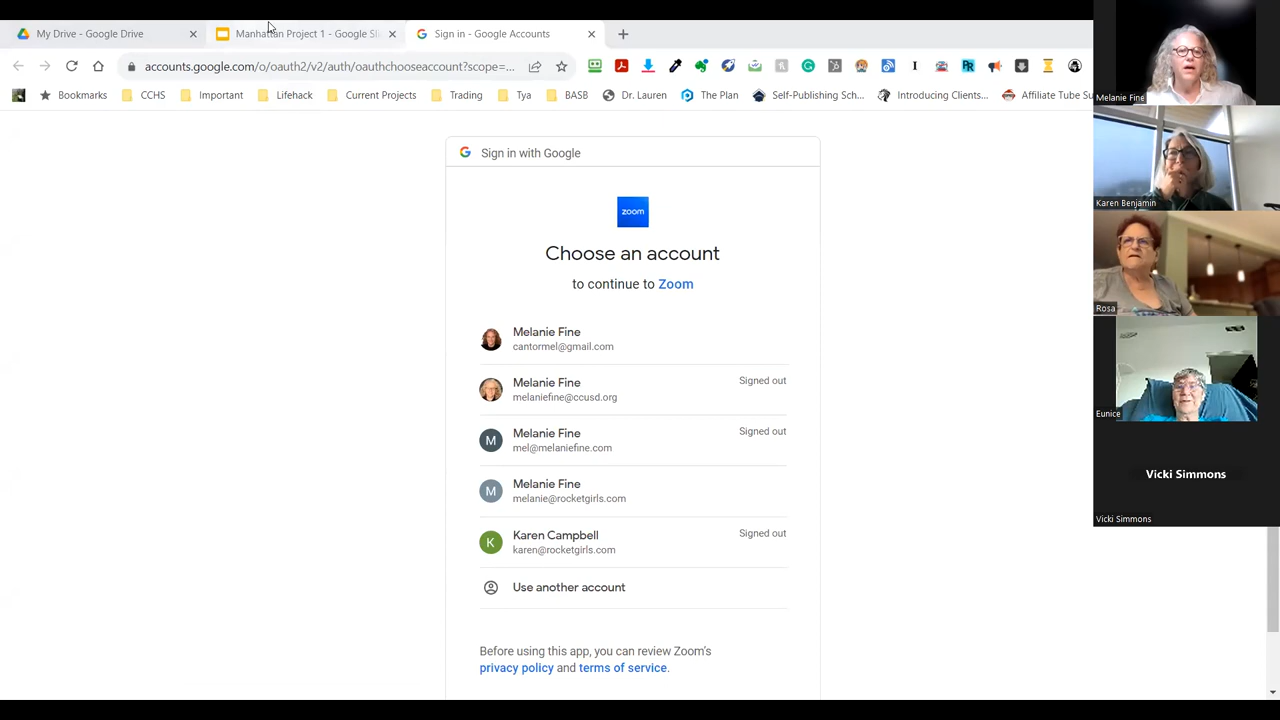 My Drive - Google Drive
Manhattan Project 1 - Google Sli
Sign in - Google Accounts
accounts.google.com/o/oauth2/v2/auth/oauthchooseaccount?so...
Bookmarks
CCHS
Important
Lifehack
Current Projects
Trading
Tya
BASB
Dr. Lauren
The Plan
Self-Publishing Sch...
Introducing Clients...
Affiliate Tube Su
Sign in with Google
zoom
Choose an account
to continue to Zoom
Melanie Fine
cantormel@gmail.com
Melanie Fine
Signed out
melaniefine@ccusd.org
Melanie Fine
Signed out
M
mel@melaniefine.com
Melanie Fine
M
melanie@rocketgirls.com
Karen Campbell
Signed out
K
karen@rocketgirls.com
Use another account
Before using this app, you can review Zoom's
privacy policy and terms of service.
Melanie Fine
Karen Benjamin
Rosa
Eunice
Vicki Simmons
Vicki Simmons